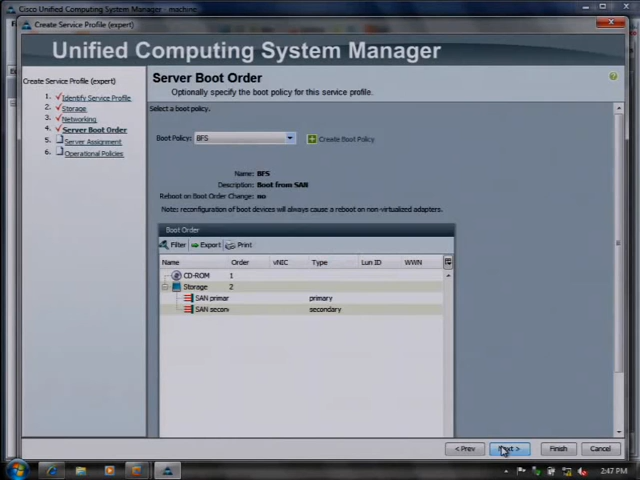 Cisco Unified Computing System Manager - machine
Create Service Profile (expert)
Unified Computing System Manager
Create Service Profile (expert)
1. Identify Service Profile
2. Storage
3. Networking
4. Server Boot Order
5. Server Assignment
6. Operational Policies
Server Boot Order
Optionally specify the boot policy for this service profile.
Select a boot policy.
Boot Policy: BFS
Create Boot Policy
Name: BFS
Description: Boot from SAN
Reboot on Boot Order Change: no
Note: reconfiguration of boot devices will always cause a reboot on non virtualized adapters.
Boot Order
Filter Export Print
Name Order vNIC Type Lun ID WWN
CD-ROM 1
Storage 2
SAN primar primary
SAN secon secondary
< Prev Next > Finish Cancel
2:47 PM